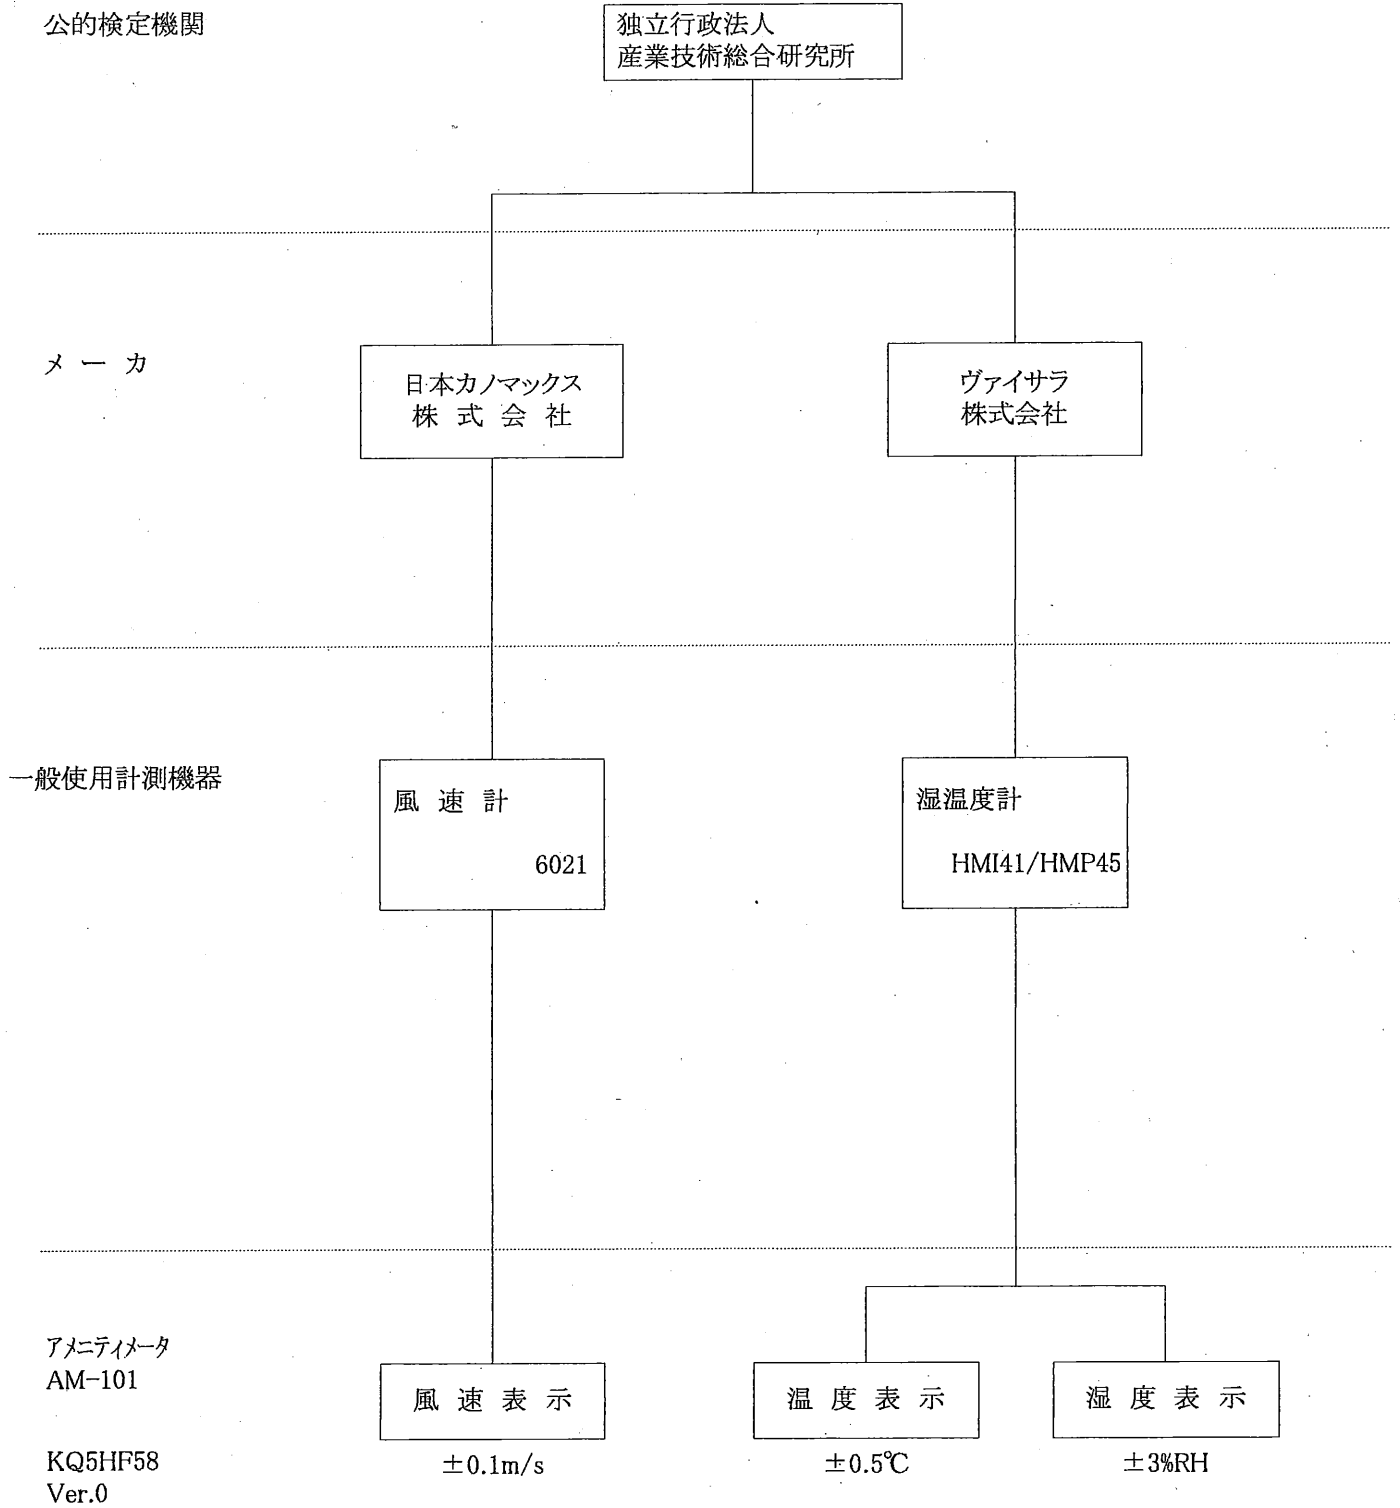 公的検定機関
独立行政法人
産業技術総合研究所
メーカ
日本カノマックス
株式会社
ヴァイサラ
株式会社
一般使用計測機器
風速計
6021
湿温度計
HMI41/HMP45
アメニティメータ
AM-101
風速表示
温度表示
湿度表示
KQ5HF58
Ver.0
±0.1m/s
±0.5℃
±3%RH